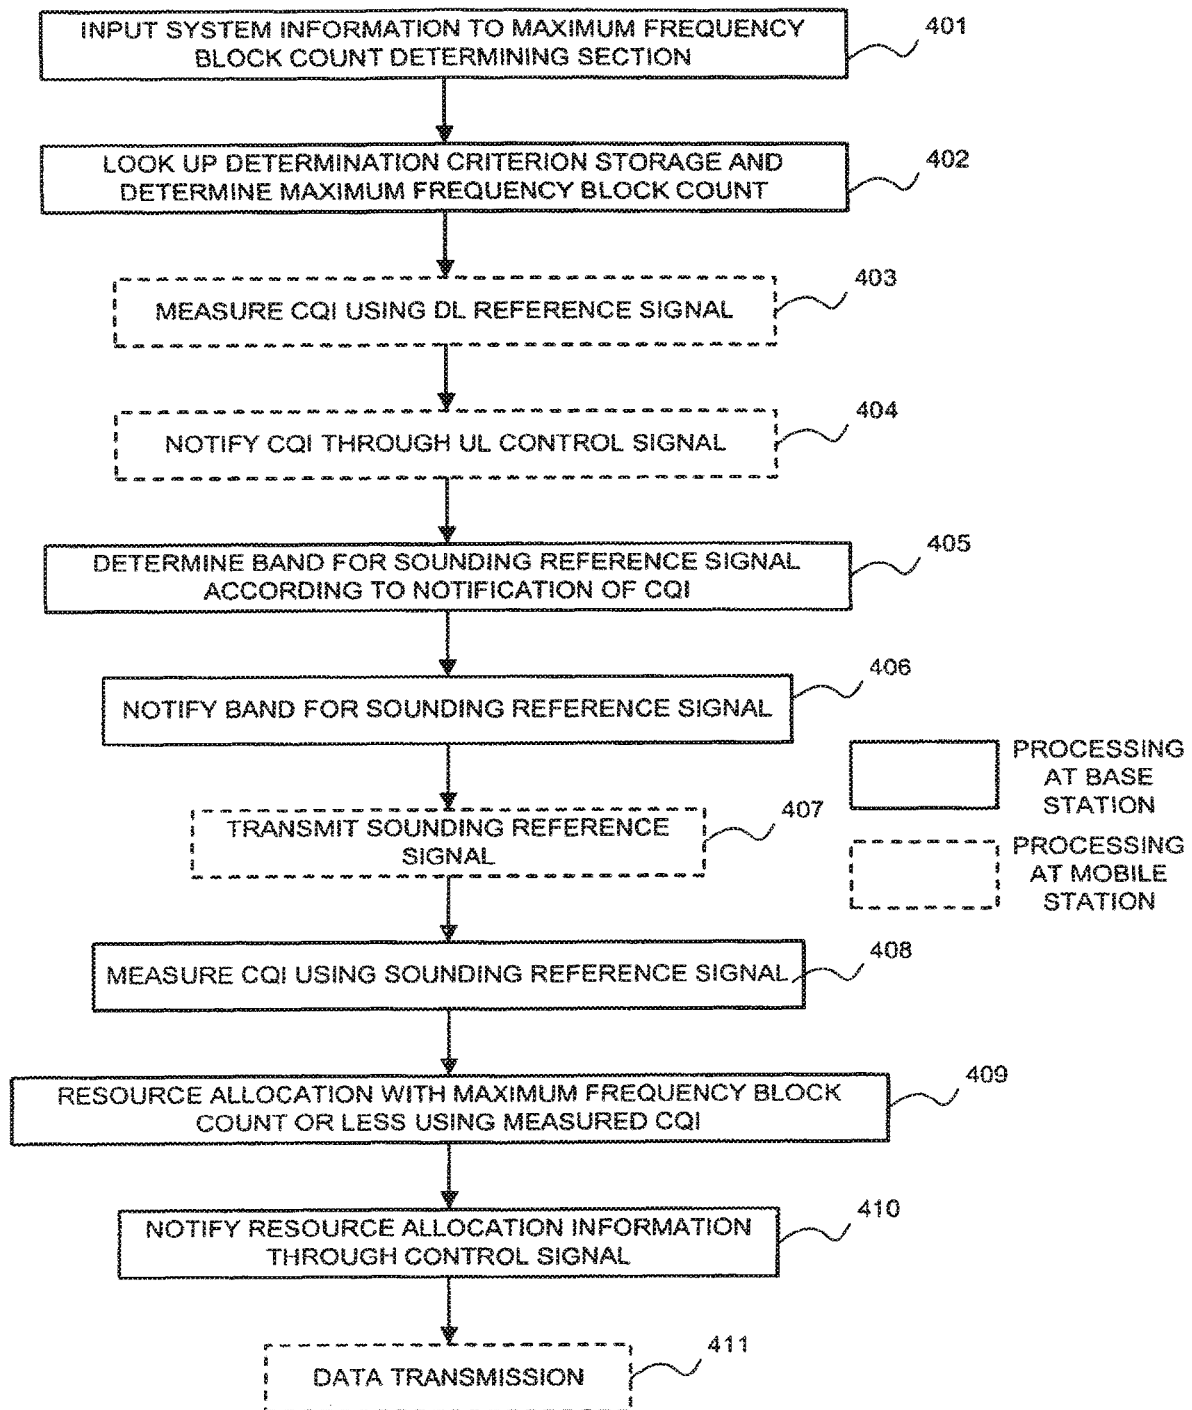 INPUT SYSTEM INFORMATION TO MAXIMUM FREQUENCY
BLOCK COUNT DETERMINING SECTION
401
LOOK UP DETERMINATION CRITERION STORAGE AND
DETERMINE MAXIMUM FREQUENCY BLOCK COUNT
402
MEASURE CQI USING DL REFERENCE SIGNAL
403
NOTIFY CQI THROUGH UL CONTROL SIGNAL
404
DETERMINE BAND FOR SOUNDING REFERENCE SIGNAL
ACCORDING TO NOTIFICATION OF CQI
405
NOTIFY BAND FOR SOUNDING REFERENCE SIGNAL
406
PROCESSING
AT BASE
STATION
TRANSMIT SOUNDING REFERENCE
SIGNAL
407
PROCESSING
AT MOBILE
STATION
MEASURE CQI USING SOUNDING REFERENCE SIGNAL
408
RESOURCE ALLOCATION WITH MAXIMUM FREQUENCY BLOCK
COUNT OR LESS USING MEASURED CQI
409
NOTIFY RESOURCE ALLOCATION INFORMATION
THROUGH CONTROL SIGNAL
410
DATA TRANSMISSION
411